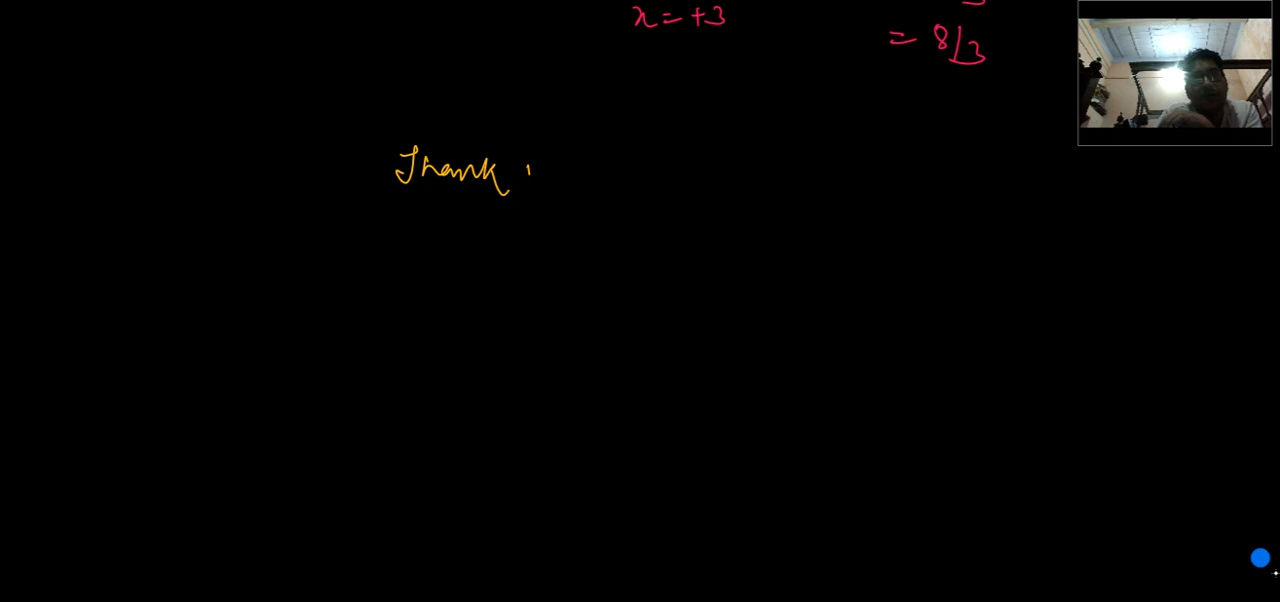 x = +3
= 8/3
Thank